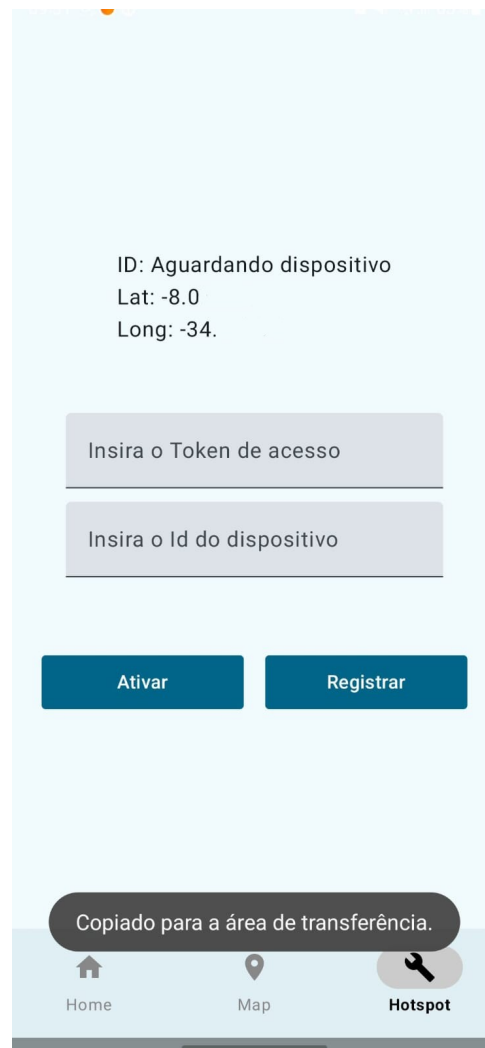 ID: Aguardando dispositivo
Lat: -8.0
Long: -34.
Insira o Token de acesso
Insira o Id do dispositivo
Ativar
Registrar
Copiado para a área de transferência.
Home
Map
Hotspot